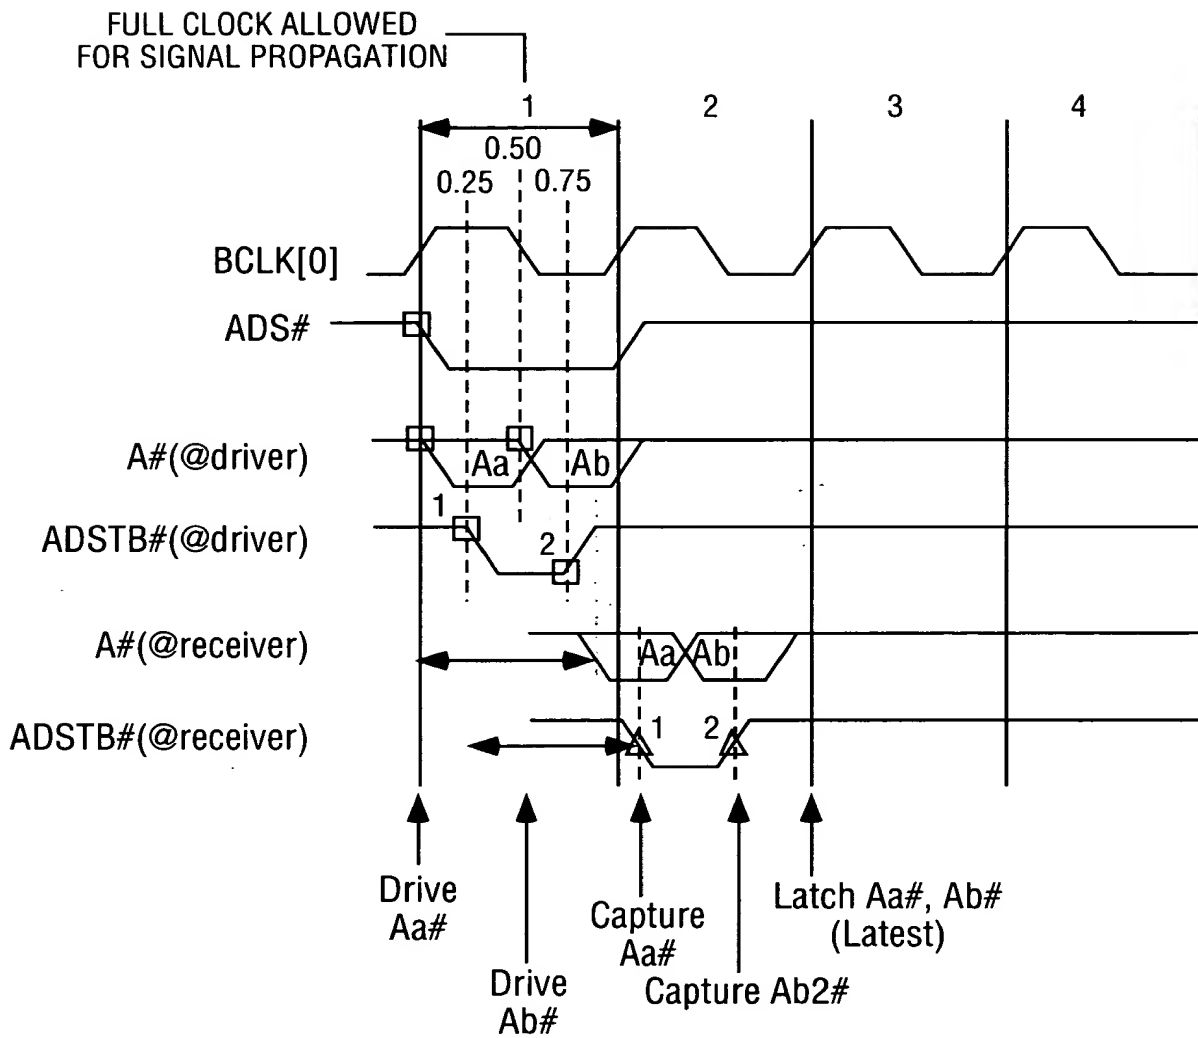 FULL CLOCK ALLOWED
FOR SIGNAL PROPAGATION
1 2 3 4
0.50
0.25 0.75
BCLK[0]
ADS#
A#(@driver) Aa Ab
1
ADSTB#(@driver) 2
A#(@receiver) Aa Ab
ADSTB#(@receiver) 1 2
Drive
Aa#
Drive
Ab#
Capture
Aa#
Capture Ab2#
Latch Aa#, Ab#
(Latest)